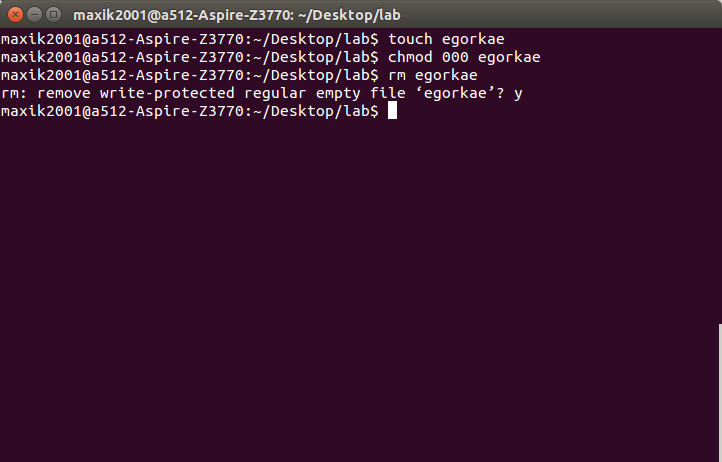 maxik2001@a512-Aspire-Z3770: ~/Desktop/lab
maxik2001@a512-Aspire-Z3770:~/Desktop/lab$ touch egorkae
maxik2001@a512-Aspire-Z3770:~/Desktop/lab$ chmod 000 egorkae
maxik2001@a512-Aspire-Z3770:~/Desktop/lab$ rm egorkae
rm: remove write-protected regular empty file ‘egorkae’? y
maxik2001@a512-Aspire-Z3770:~/Desktop/lab$